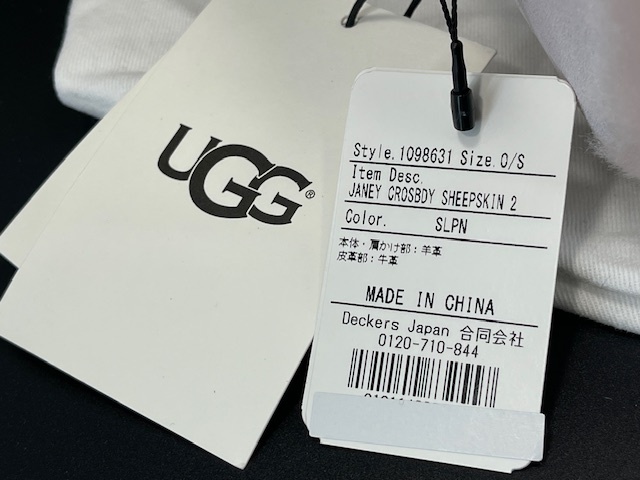 UGG®
Style. 1098631 Size. O/S
Item Desc.
JANEY CROSBDY SHEEPSKIN 2
Color. SLPN
本体・肩かけ部：羊革
皮革部：牛革
MADE IN CHINA
Deckers Japan 合同会社
0120-710-844